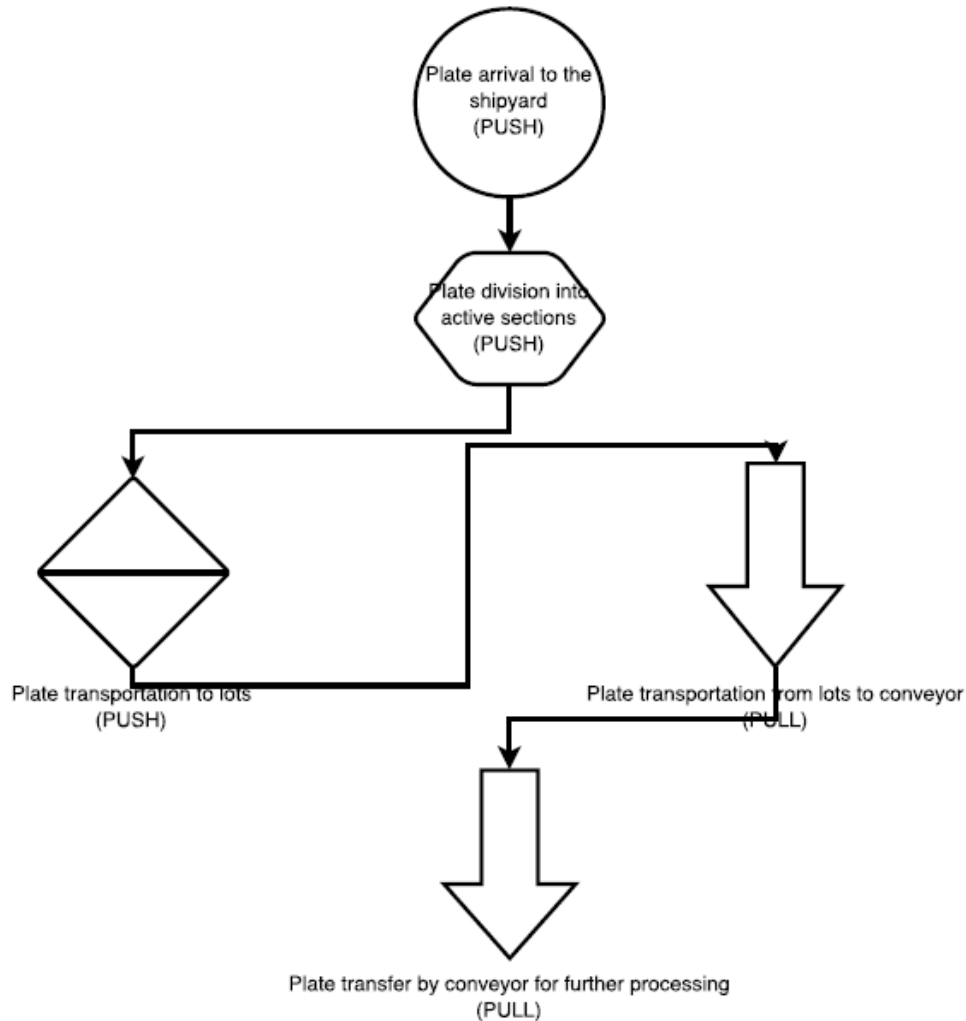 Plate arrival to the
shipyard
(PUSH)
Plate division into
active sections
(PUSH)
Plate transportation to lots
(PUSH)
Plate transportation from lots to conveyor
(PULL)
Plate transfer by conveyor for further processing
(PULL)